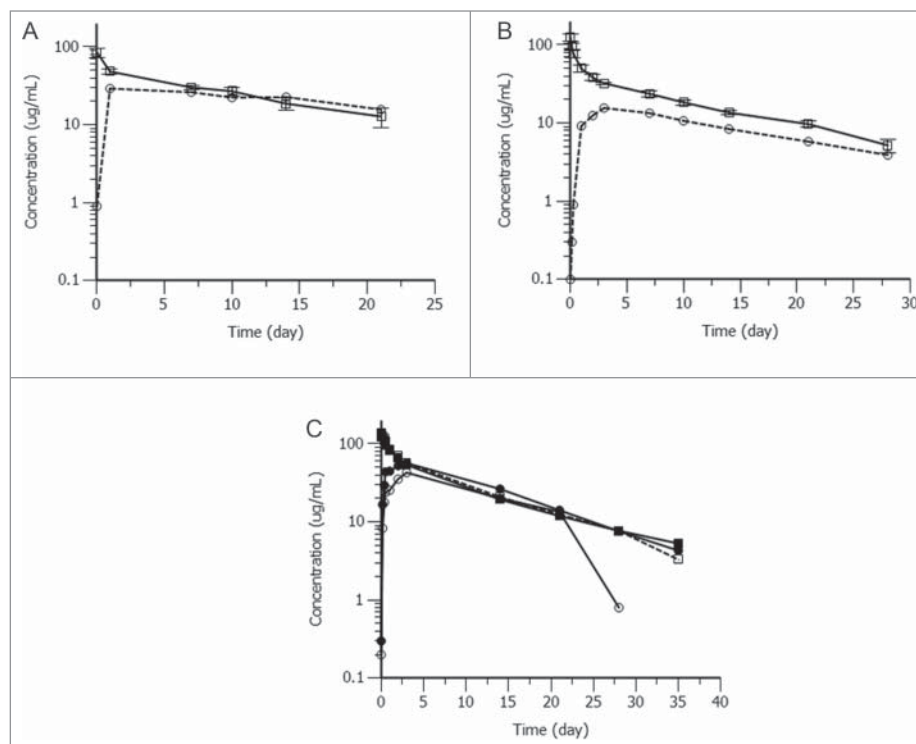 A
Concentration (ug/mL)
100
10
1
0.1
0 5 10 15 20 25
Time (day)
B
Concentration (ug/mL)
100
10
1
0.1
0 5 10 15 20 25 30
Time (day)
C
Concentration (ug/mL)
100
10
1
0.1
0 5 10 15 20 25 30 35 40
Time (day)